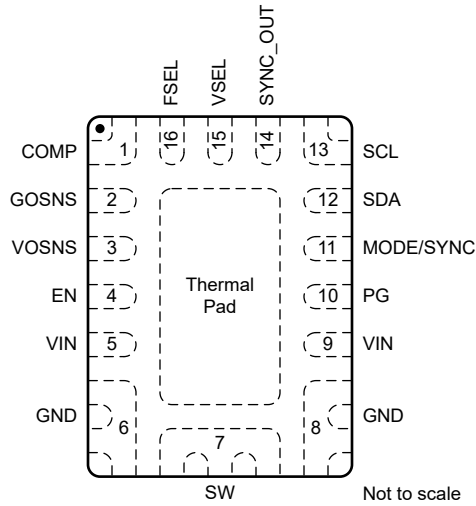 FSEL
VSEL
SYNC_OUT
COMP 1 16 15 14 13 SCL
GOSNS 2 12 SDA
VOSNS 3 11 MODE/SYNC
Thermal
Pad
EN 4 10 PG
VIN 5 9 VIN
GND 6 7 8 GND
SW
Not to scale